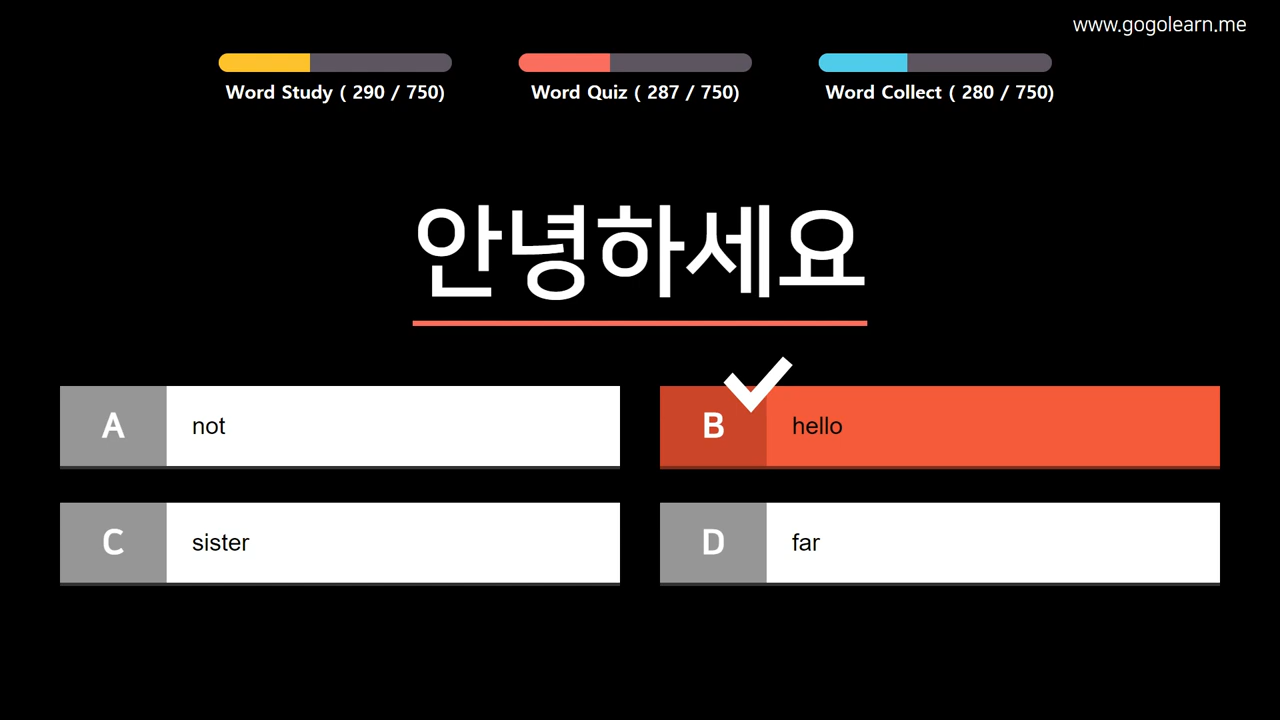 www.gogolearn.me
Word Study ( 290 / 750)
Word Quiz ( 287 / 750)
Word Collect ( 280 / 750)
안녕하세요
A not
B hello
C sister
D far